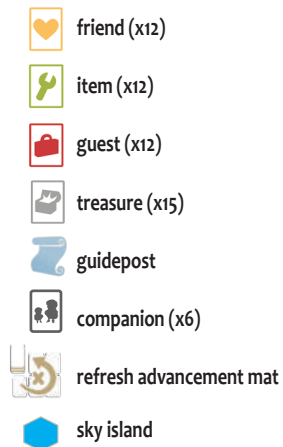 friend (x12)
item (x12)
guest (x12)
treasure (x15)
guidepost
companion (x6)
refresh advancement mat
sky island